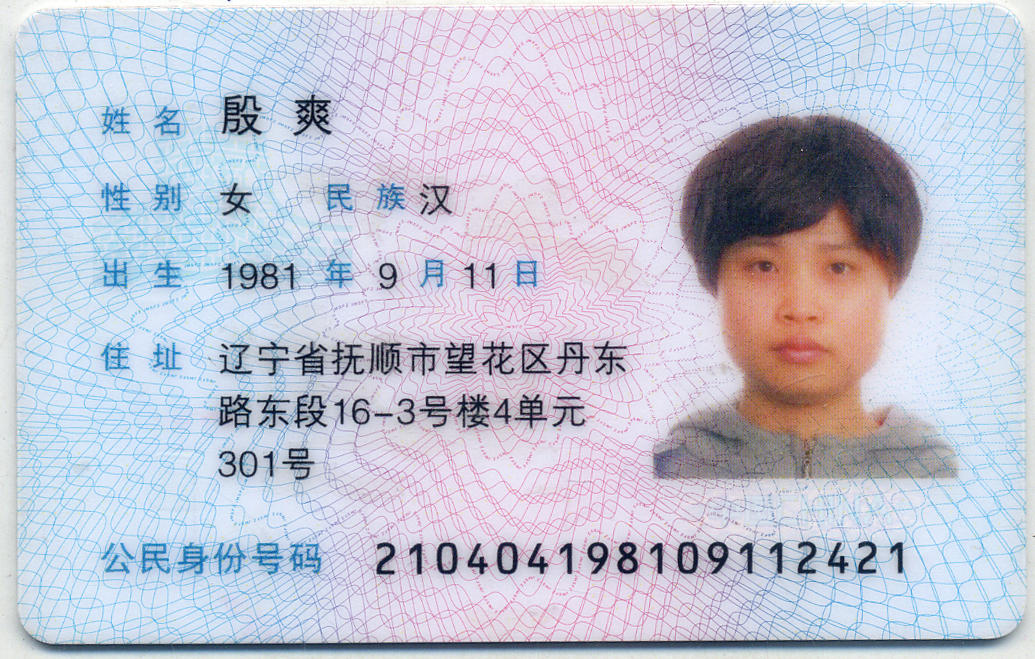 姓名 殷爽
性别 女 民族 汉
出生 1981 年 9 月 11 日
住址 辽宁省抚顺市望花区丹东
路东段16-3号楼4单元
301号
公民身份号码 210404198109112421